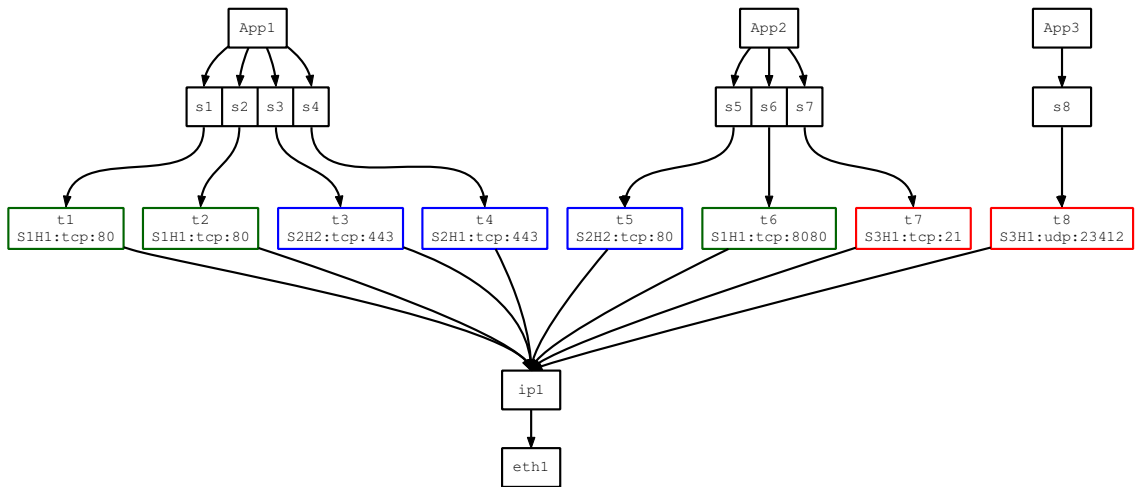 App1
App2
App3
s1 s2 s3 s4
s5 s6 s7
s8
t1
S1H1:tcp:80
t2
S1H1:tcp:80
t3
S2H2:tcp:443
t4
S2H1:tcp:443
t5
S2H2:tcp:80
t6
S1H1:tcp:8080
t7
S3H1:tcp:21
t8
S3H1:udp:23412
ip1
eth1